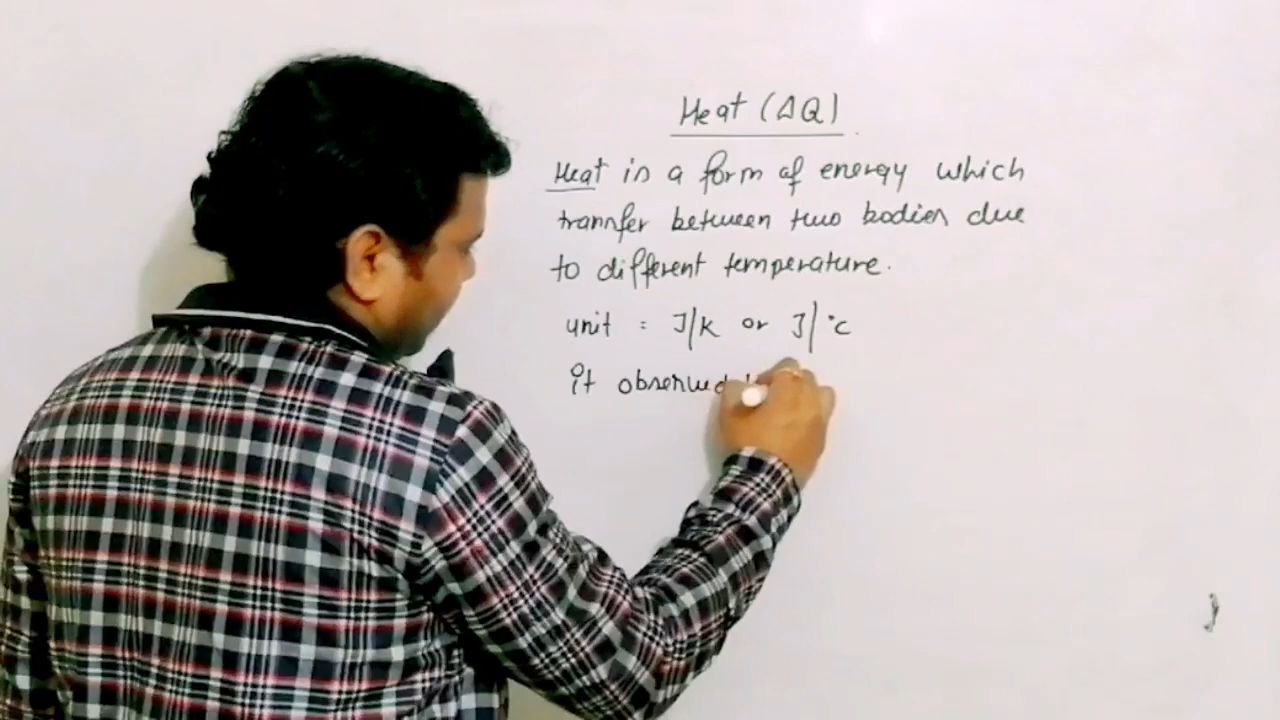 Heat (ΔQ)
Heat is a form of energy which
transfer between two bodies due
to different temperature.
unit = J/K or J/°C
it observed